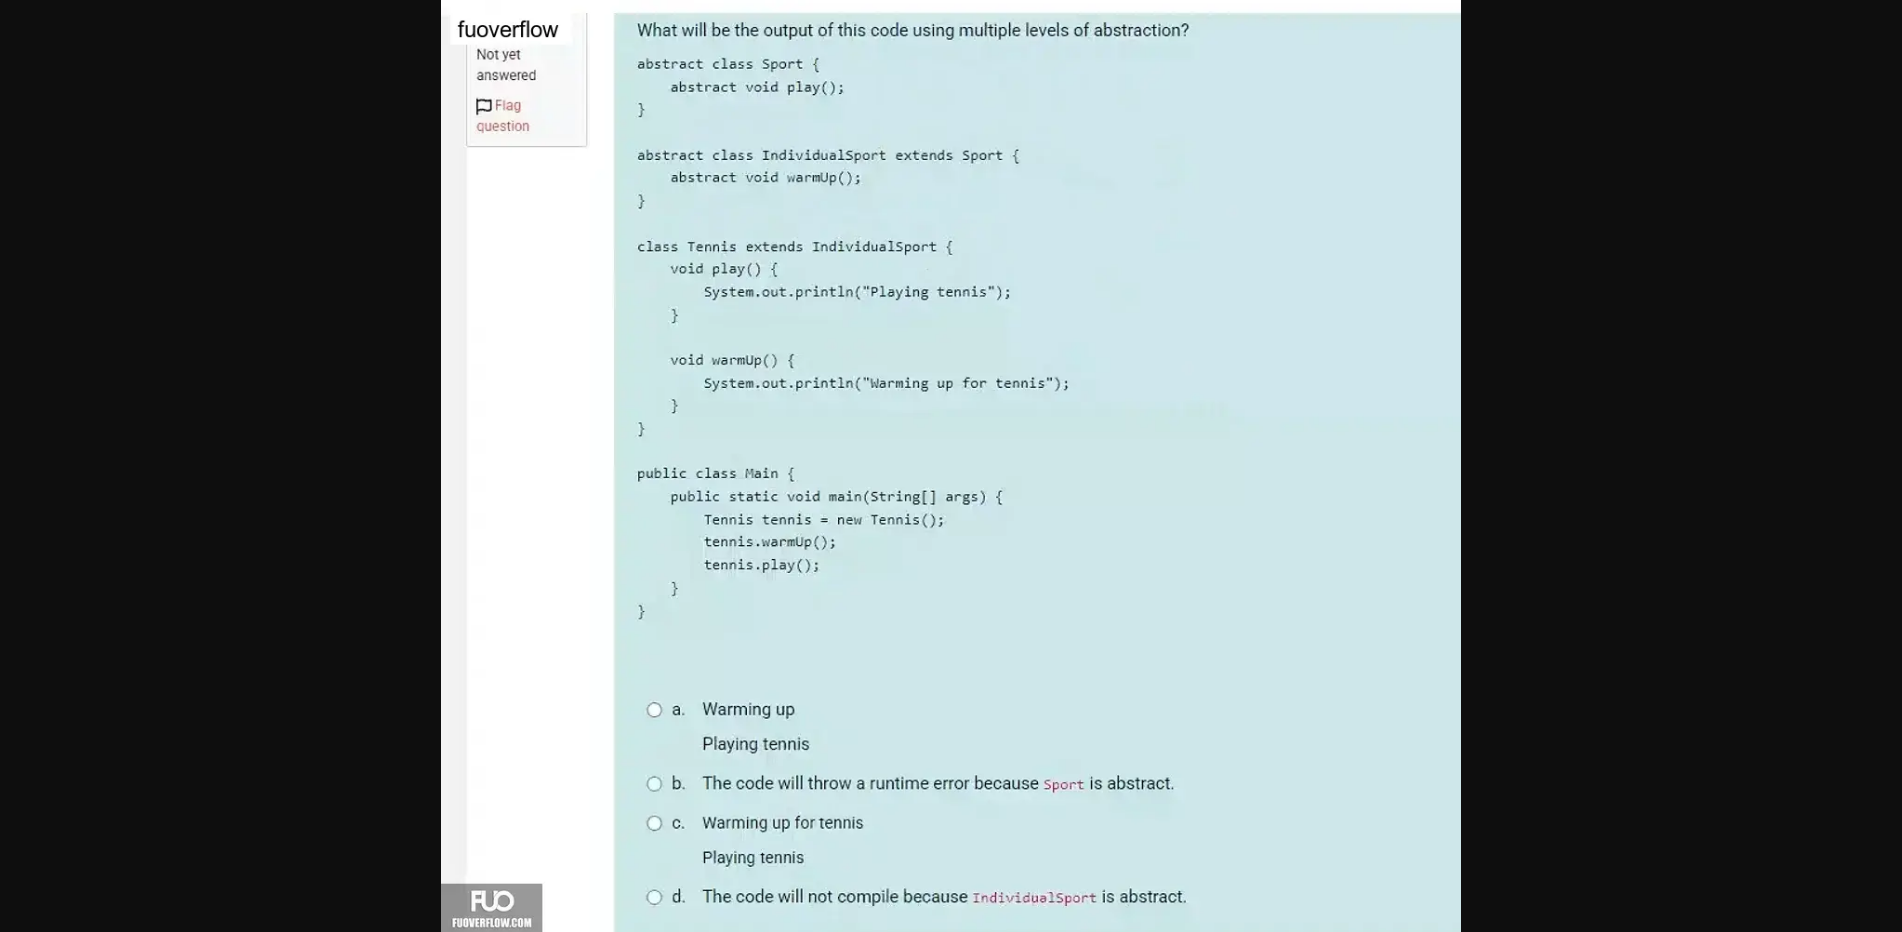 fuoverflow
Not yet
answered
Flag
question
What will be the output of this code using multiple levels of abstraction?
abstract class Sport {
    abstract void play();
}
abstract class IndividualSport extends Sport {
    abstract void warmUp();
}
class Tennis extends IndividualSport {
    void play() {
        System.out.println("Playing tennis");
    }
    void warmUp() {
        System.out.println("Warming up for tennis");
    }
}
public class Main {
    public static void main(String[] args) {
        Tennis tennis = new Tennis();
        tennis.warmUp();
        tennis.play();
    }
}
a. Warming up
Playing tennis
b. The code will throw a runtime error because Sport is abstract.
c. Warming up for tennis
Playing tennis
d. The code will not compile because IndividualSport is abstract.
FUO
FUOVERFLOW.COM